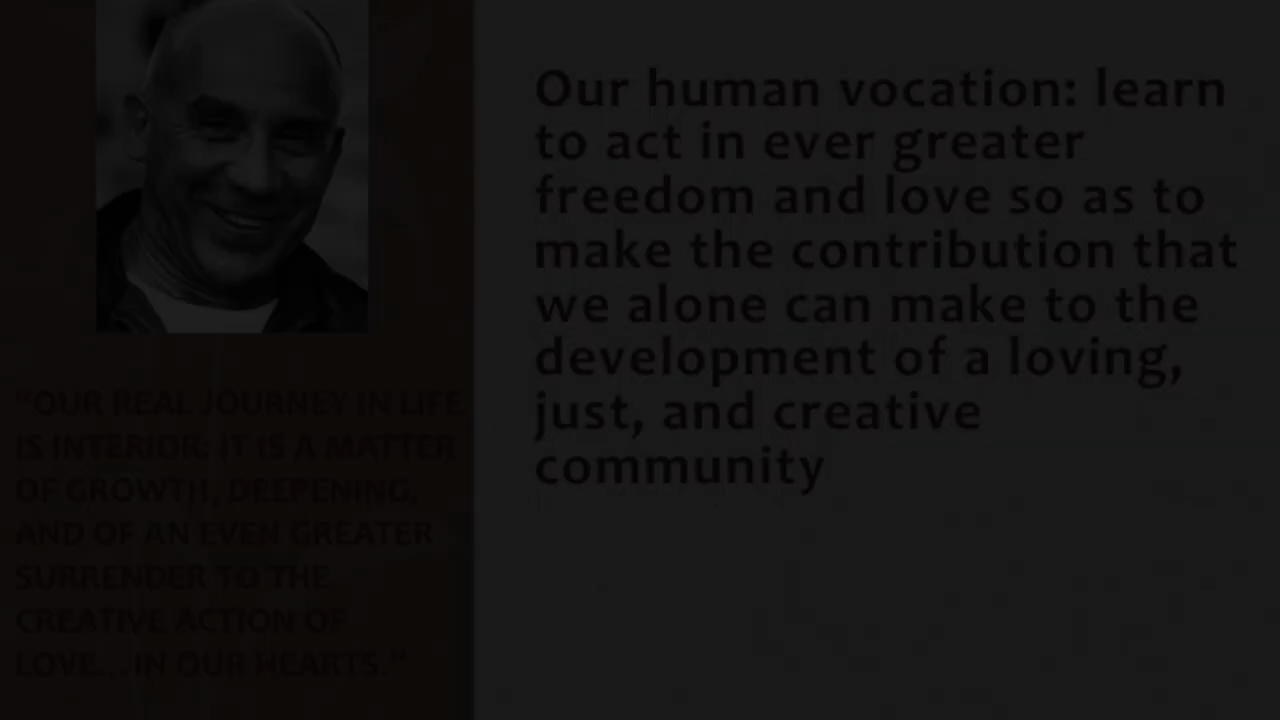 Our human vocation: learn
to act in ever greater
freedom and love so as to
make the contribution that
we alone can make to the
development of a loving,
just, and creative
community
"OUR REAL JOURNEY IN LIFE
IS INTERIOR: IT IS A MATTER
OF GROWTH, DEEPENING,
AND OF AN EVEN GREATER
SURRENDER TO THE
CREATIVE ACTION OF
LOVE...IN OUR HEARTS."